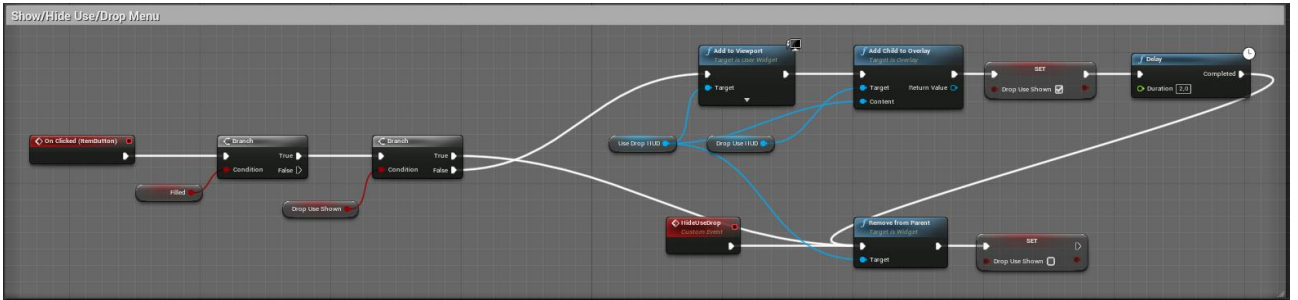 Show/Hide Use/Drop Menu
Add to Viewport
Target is User Widget
Target
Add Child to Overlay
Target is Overlay
Target
Return Value
Content
SET
Drop Use Shown
Delay
Completed
Duration 2,0
On Clicked (ItemButton)
Branch
True
Condition
False
Branch
True
Condition
False
Filled
Drop Use Shown
Use Drop HUD
Drop Use HUD
HideUseDrop
Custom Event
Remove from Parent
Target is Widget
Target
SET
Drop Use Shown